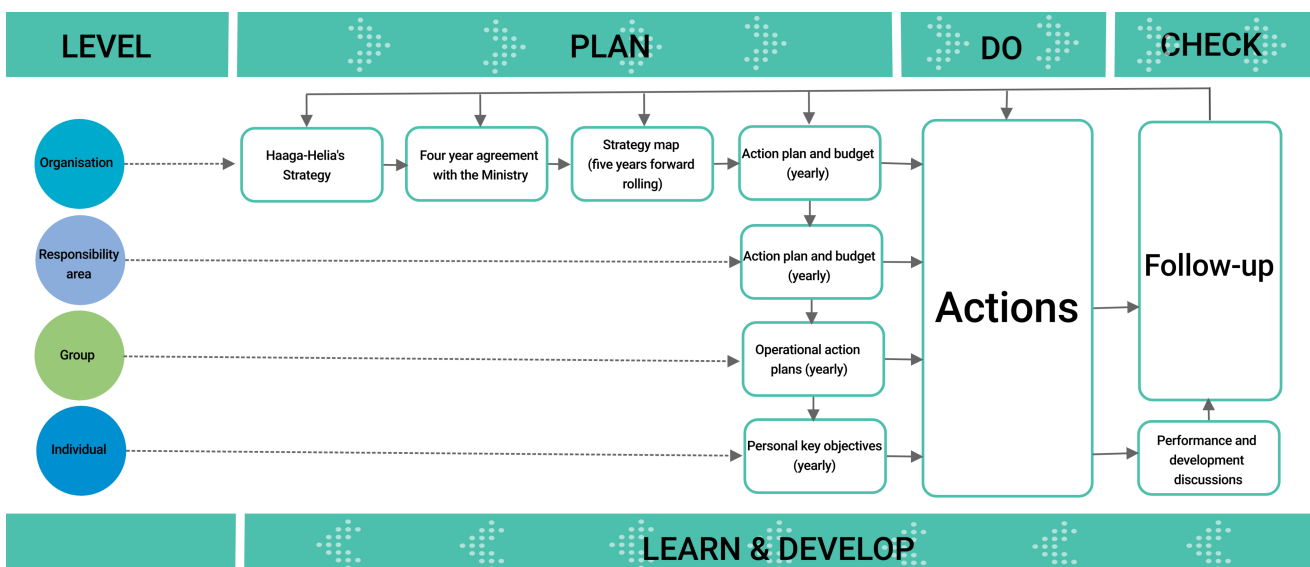 LEVEL
PLAN
DO
CHECK
Organisation
Haaga-Helia's
Strategy
Four year agreement
with the Ministry
Strategy map
(five years forward
rolling)
Action plan and budget
(yearly)
Responsibility
area
Action plan and budget
(yearly)
Group
Operational action
plans (yearly)
Individual
Personal key objectives
(yearly)
Actions
Follow-up
Performance and
development
discussions
LEARN & DEVELOP